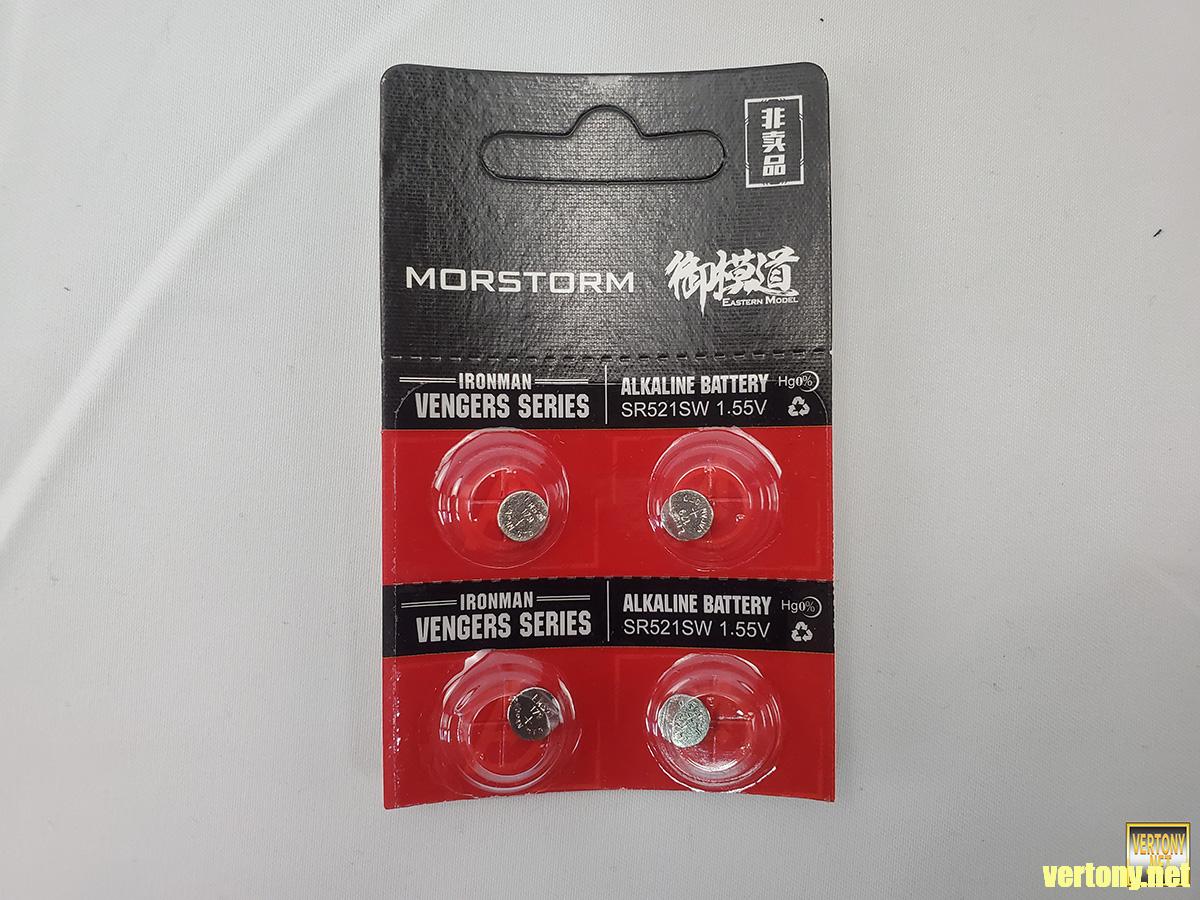 非卖品
MORSTORM
御模道
EASTERN MODEL
IRONMAN
VENGERS SERIES
ALKALINE BATTERY
SR521SW 1.55V
Hg0%
IRONMAN
VENGERS SERIES
ALKALINE BATTERY
SR521SW 1.55V
Hg0%
VERTONY
.NET
vertony.net